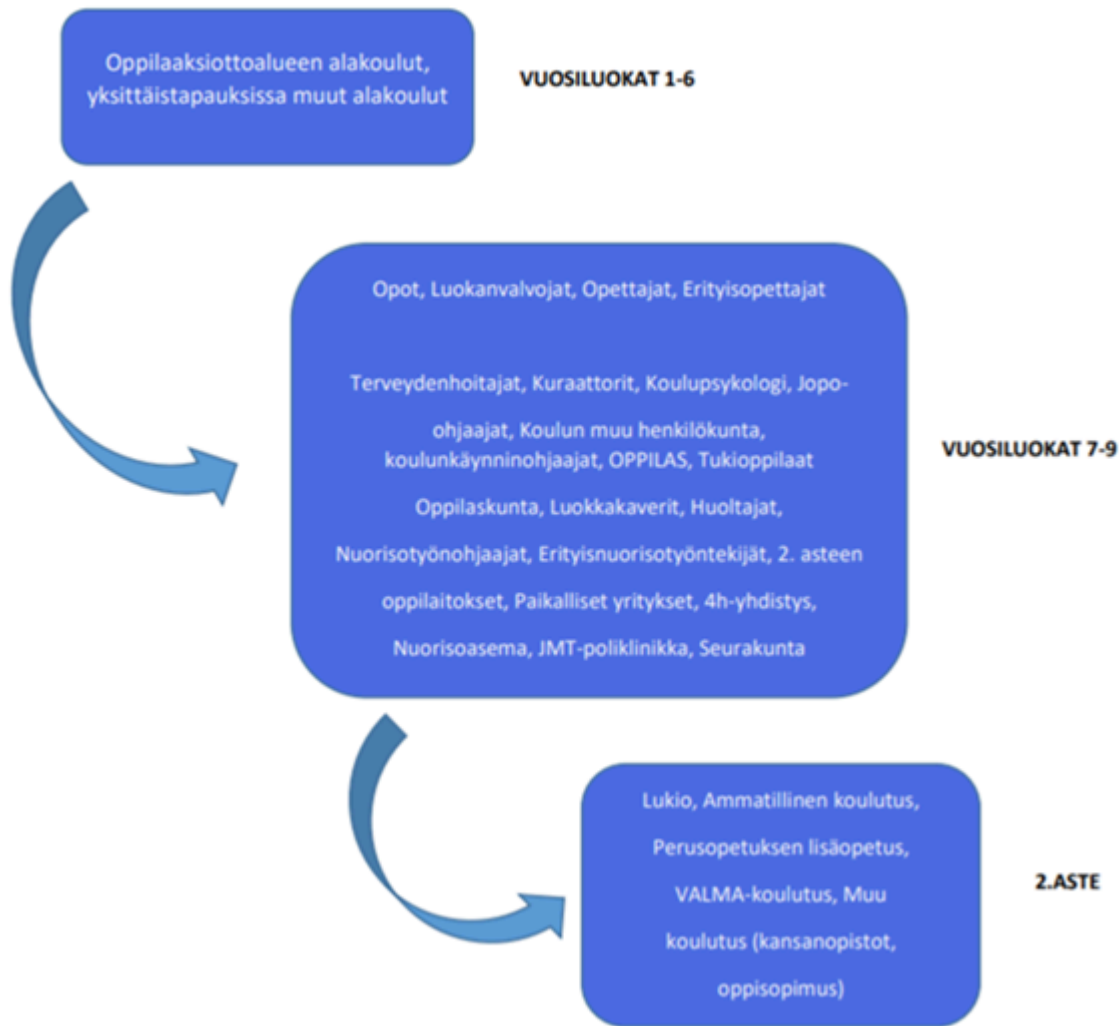 Oppilaaksiottoalueen alakoulut,
yksittäistapauksissa muut alakoulut
VUOSILUOKAT 1-6
Opot, Luokanvalvojat, Opettajat, Erityisopettajat
Terveydenhoitajat, Kuraattorit, Koulupsykologi, Jopo-
ohjaajat, Koulun muu henkilökunta,
koulunkäynninohjaajat, OPPILAS, Tukioppilaat
Oppilaskunta, Luokkakaverit, Huoltajat,
Nuorisotyönohjaajat, Erityisnuorisotyöntekijät, 2. asteen
oppilaitokset, Paikalliset yritykset, 4h-yhdistys,
Nuorisoasema, JMT-poliklinikka, Seurakunta
VUOSILUOKAT 7-9
Lukio, Ammatillinen koulutus,
Perusopetuksen lisäopetus,
VALMA-koulutus, Muu
koulutus (kansanopistot,
oppisopimus)
2.ASTE